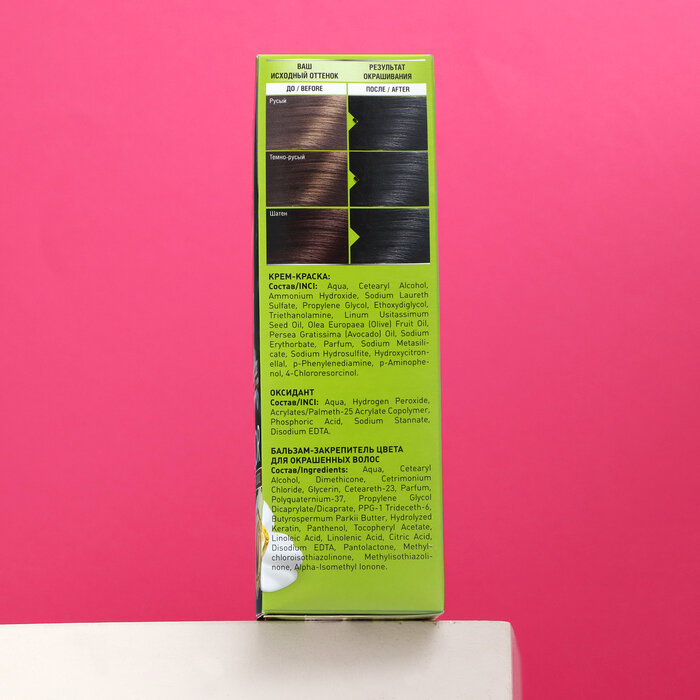 ВАШ
ИСХОДНЫЙ ОТТЕНОК
РЕЗУЛЬТАТ
ОКРАШИВАНИЯ
ДО / BEFORE
ПОСЛЕ / AFTER
Русый
Темно-русый
Шатен
КРЕМ-КРАСКА:
Состав/INCI: Aqua, Cetearyl Alcohol,
Ammonium Hydroxide, Sodium Laureth
Sulfate, Propylene Glycol, Ethoxydiglycol,
Triethanolamine, Linum Usitassimum
Seed Oil, Olea Europaea (Olive) Fruit Oil,
Persea Gratissima (Avocado) Oil, Sodium
Erythorbate, Parfum, Sodium Metasili-
cate, Sodium Hydrosulfite, Hydroxycitron-
ellal, p-Phenylenediamine, p-Aminophe-
nol, 4-Chlororesorcinol.
ОКСИДАНТ
Состав/INCI: Aqua, Hydrogen Peroxide,
Acrylates/Palmeth-25 Acrylate Copolymer,
Phosphoric Acid, Sodium Stannate,
Disodium EDTA.
БАЛЬЗАМ-ЗАКРЕПИТЕЛЬ ЦВЕТА
ДЛЯ ОКРАШЕННЫХ ВОЛОС
Состав/Ingredients: Aqua, Cetearyl
Alcohol, Dimethicone, Cetrimonium
Chloride, Glycerin, Ceteareth-23, Parfum,
Polyquaternium-37, Propylene Glycol
Dicaprylate/Dicaprate, PPG-1 Trideceth-6,
Butyrospermum Parkii Butter, Hydrolyzed
Keratin, Panthenol, Tocopheryl Acetate,
Linoleic Acid, Linolenic Acid, Citric Acid,
Disodium EDTA, Pantolactone, Methyl-
chloroisothiazolinone, Methylisothiazoli-
none, Alpha-Isomethyl Ionone.